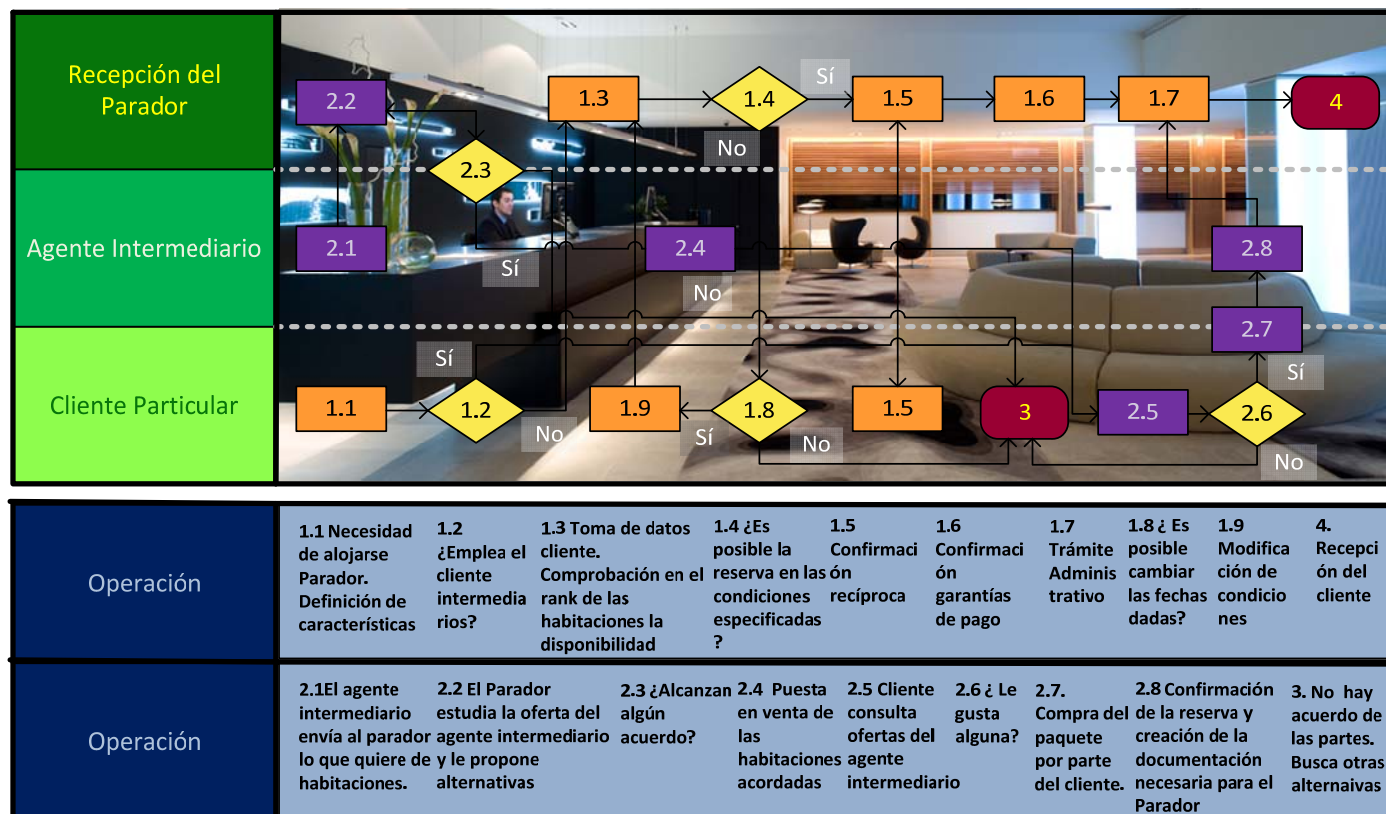 Recepción del
Parador
2.2
1.3
1.4
Sí
1.5
1.6
1.7
4
No
2.3
Agente Intermediario
2.1
Sí
2.4
No
2.8
2.7
Cliente Particular
1.1
Sí
1.2
No
1.9
Sí
1.8
No
1.5
3
2.5
2.6
Sí
No
Operación
1.1 Necesidad
de alojarse
Parador.
Definición de
características
1.2
¿Emplea el
cliente
intermedia
rios?
1.3 Toma de datos
cliente.
Comprobación en el
rank de las
habitaciones la
disponibilidad
1.4 ¿Es
posible la
reserva en las
condiciones
especificadas
?
1.5
Confirmaci
ón
recíproca
1.6
Confirmaci
ón
garantías
de pago
1.7
Trámite
Adminis
trativo
1.8 ¿ Es
posible
cambiar
las fechas
dadas?
1.9
Modifica
ción de
condicio
nes
4.
Recepci
ón del
cliente
Operación
2.1El agente
intermediario
envía al parador
lo que quiere de
habitaciones.
2.2 El Parador
estudia la oferta del
agente intermediario
y le propone
alternativas
2.3 ¿Alcanzan
algún
acuerdo?
2.4 Puesta
en venta de
las
habitaciones
acordadas
2.5 Cliente
consulta
ofertas del
agente
intermediario
2.6 ¿ Le
gusta
alguna?
2.7.
Compra del
paquete
por parte
del cliente.
2.8 Confirmación
de la reserva y
creación de la
documentación
necesaria para el
Parador
3. No hay
acuerdo de
las partes.
Busca otras
alternaivas